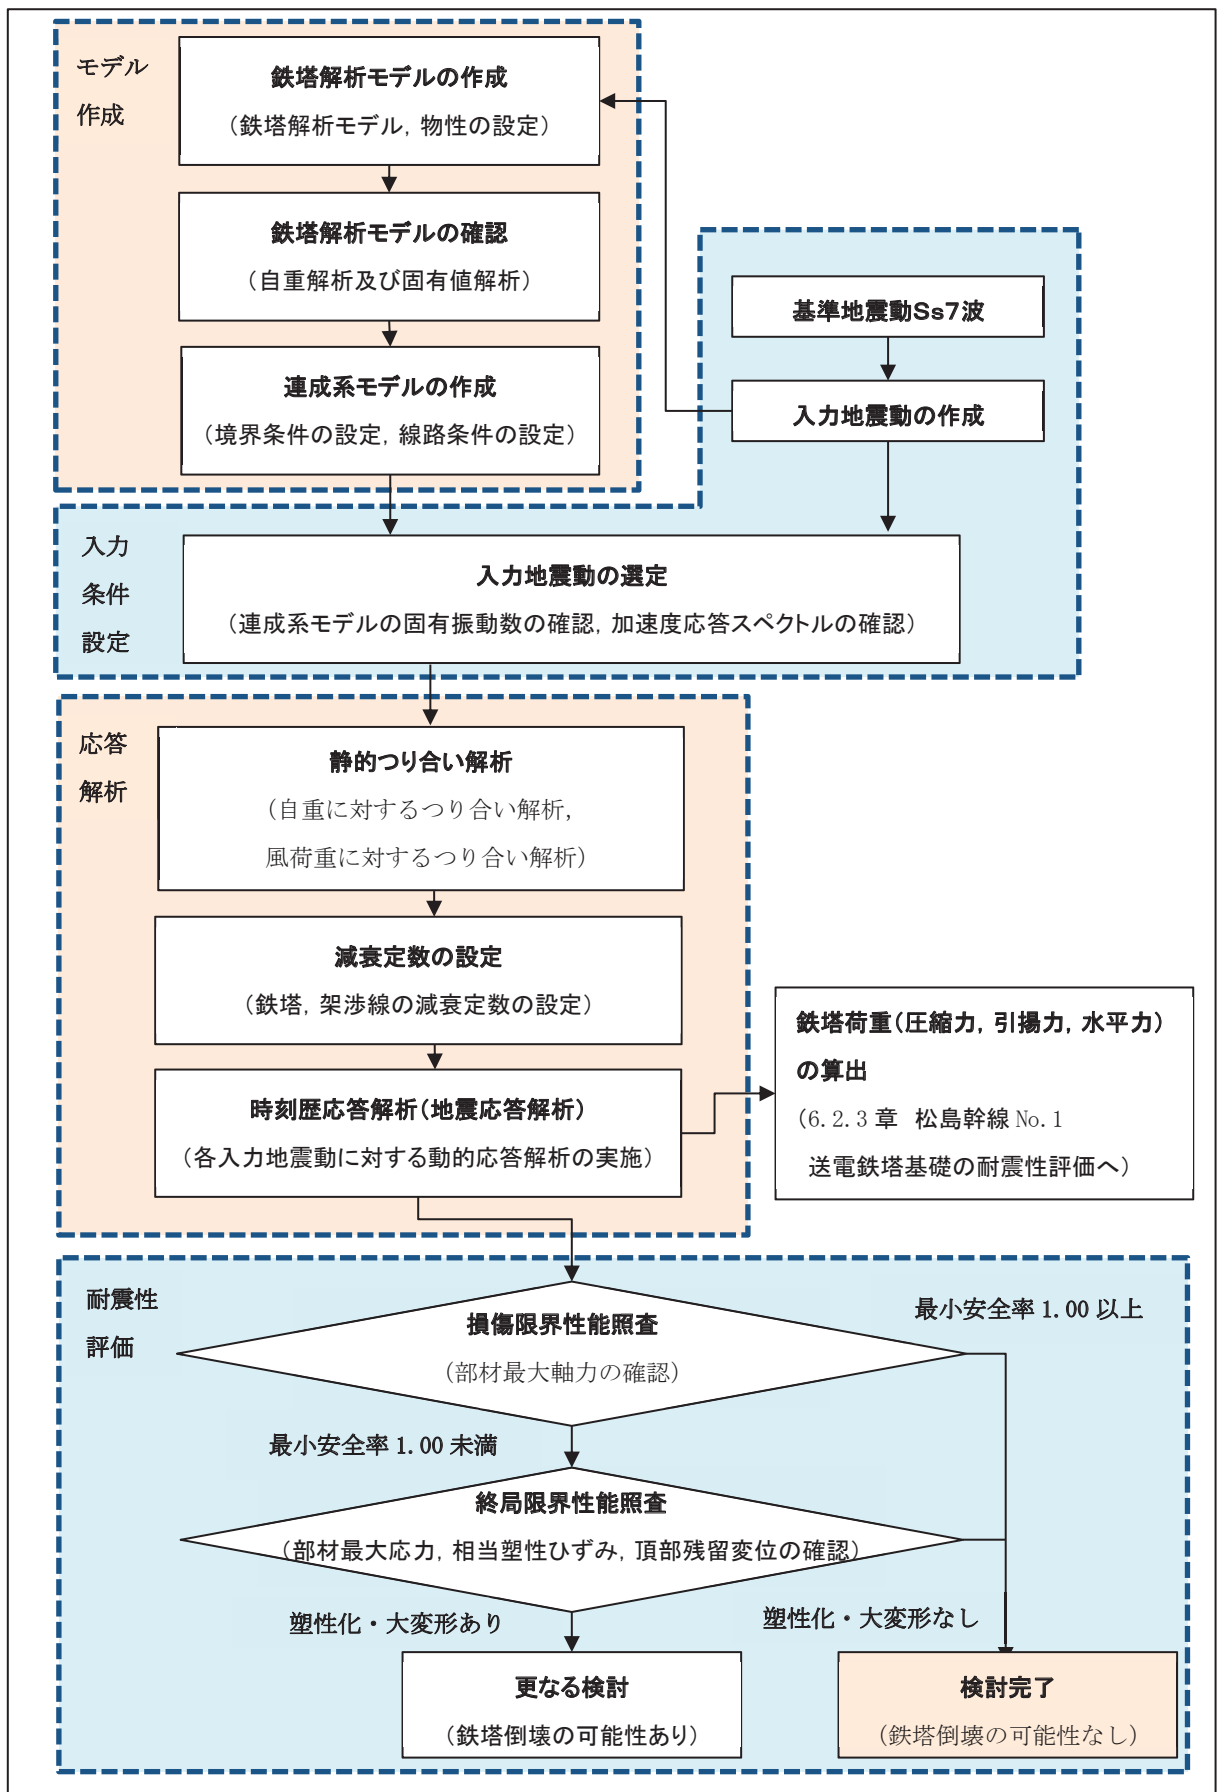 モデル
作成
鉄塔解析モデルの作成
（鉄塔解析モデル，物性の設定）
鉄塔解析モデルの確認
（自重解析及び固有値解析）
連成系モデルの作成
（境界条件の設定，線路条件の設定）
基準地震動Ss7波
入力地震動の作成
入力
条件
設定
入力地震動の選定
（連成系モデルの固有振動数の確認，加速度応答スペクトルの確認）
応答
解析
静的つり合い解析
（自重に対するつり合い解析，
風荷重に対するつり合い解析）
減衰定数の設定
（鉄塔，架渉線の減衰定数の設定）
時刻歴応答解析（地震応答解析）
（各入力地震動に対する動的応答解析の実施）
鉄塔荷重（圧縮力，引揚力，水平力）
の算出
（6.2.3章 松島幹線No.1
送電鉄塔基礎の耐震性評価へ）
耐震性
評価
損傷限界性能照査
（部材最大軸力の確認）
最小安全率1.00以上
最小安全率1.00未満
終局限界性能照査
（部材最大応力，相当塑性ひずみ，頂部残留変位の確認）
塑性化・大変形あり
塑性化・大変形なし
更なる検討
（鉄塔倒壊の可能性あり）
検討完了
（鉄塔倒壊の可能性なし）